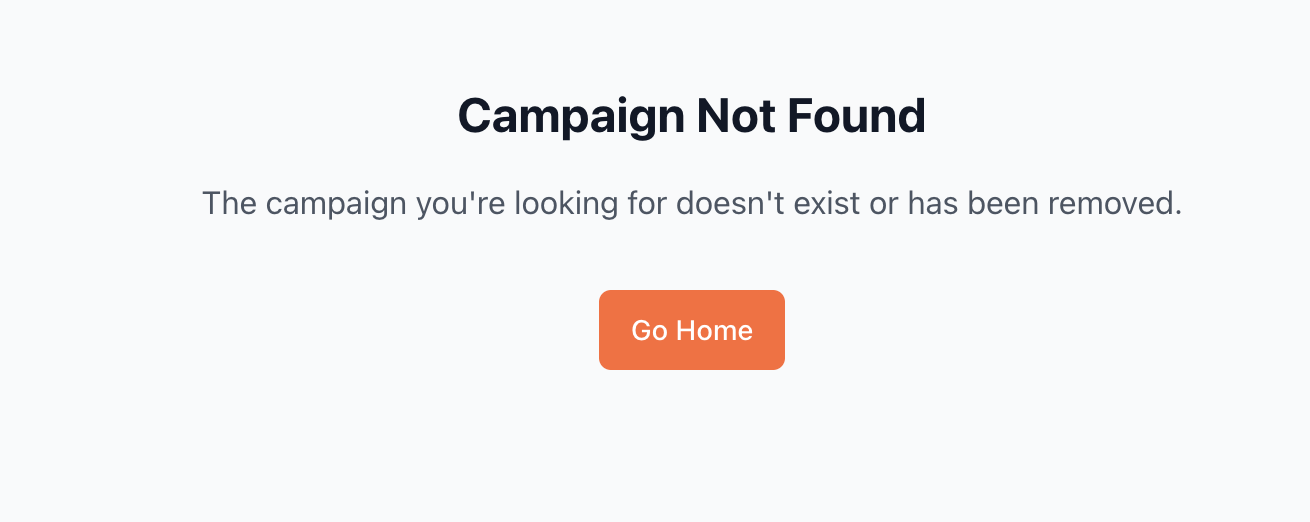 Campaign Not Found
The campaign you're looking for doesn't exist or has been removed.
Go Home